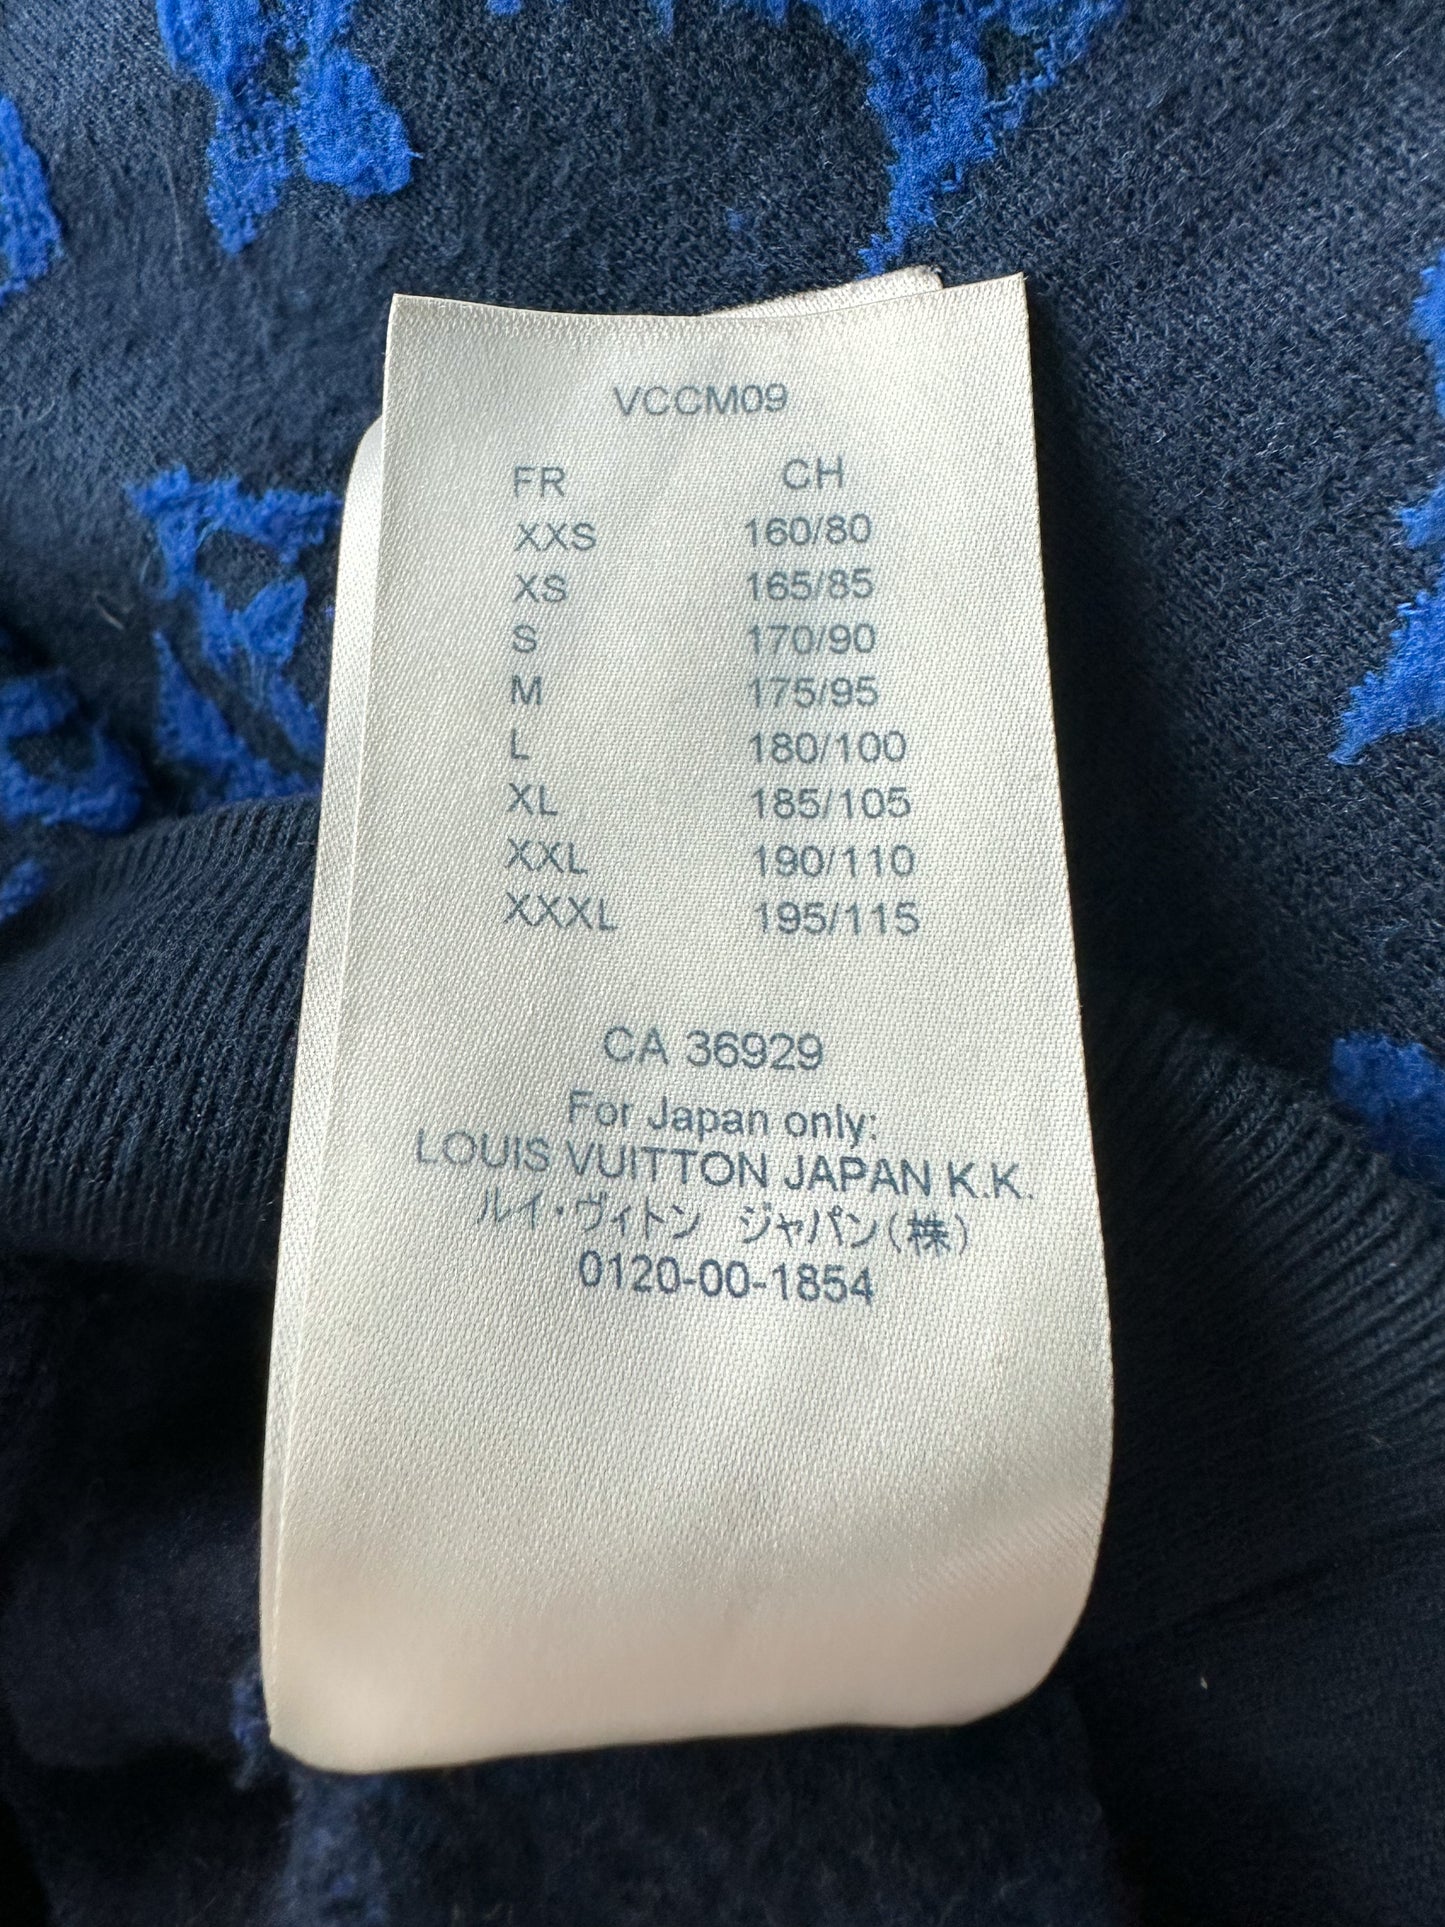 VCCM09
FR CH
XXS 160/80
XS 165/85
S 170/90
M 175/95
L 180/100
XL 185/105
XXL 190/110
XXXL 195/115
CA 36929
For Japan only:
LOUIS VUITTON JAPAN K.K.
ルイ・ヴィトン ジャパン(株)
0120-00-1854